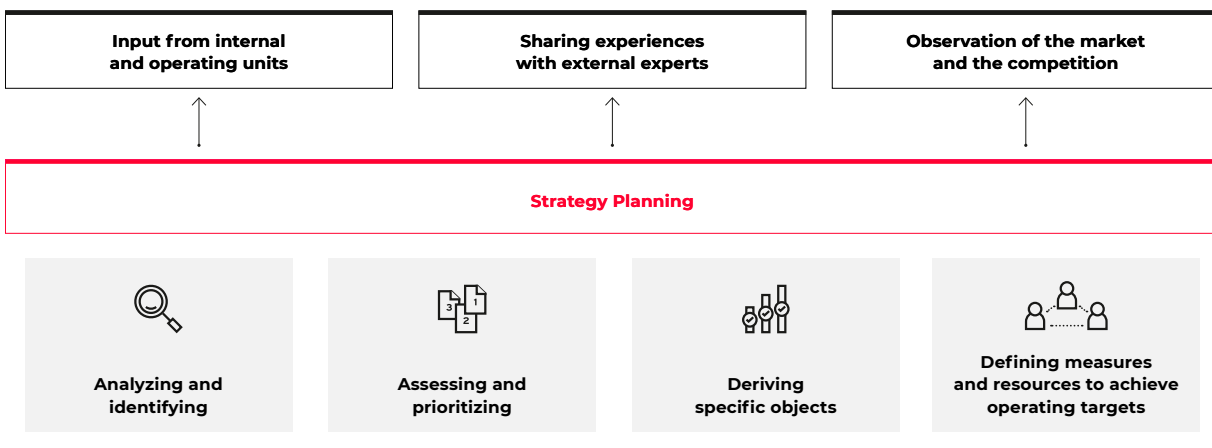 Input from internal
and operating units
Sharing experiences
with external experts
Observation of the market
and the competition
Strategy Planning
3
1
2
Analyzing and
identifying
Assessing and
prioritizing
Deriving
specific objects
Defining measures
and resources to achieve
operating targets